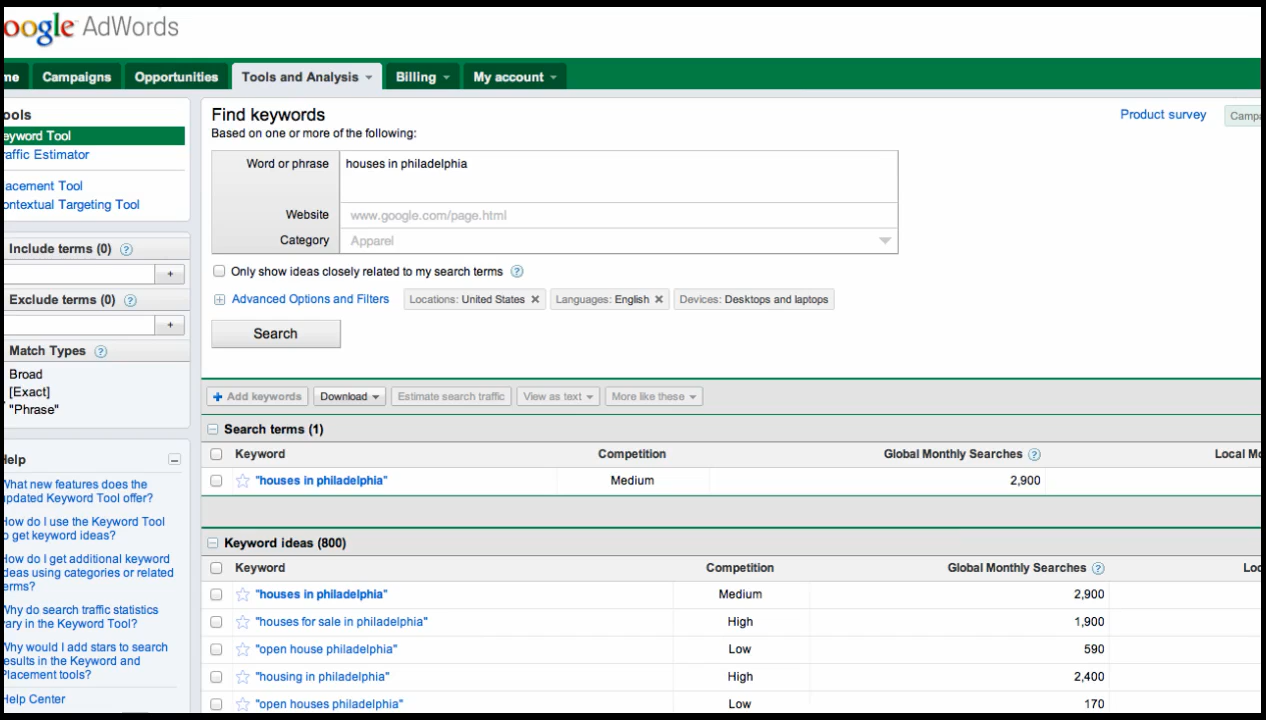 oogle AdWords
me Campaigns Opportunities Tools and Analysis Billing My account
ools
eyword Tool
raffic Estimator
lacement Tool
ontextual Targeting Tool
Include terms (0) ?
+
Exclude terms (0) ?
+
Match Types ?
Broad
[Exact]
"Phrase"
Help
What new features does the
updated Keyword Tool offer?
How do I use the Keyword Tool
o get keyword ideas?
How do I get additional keyword
deas using categories or related
erms?
Why do search traffic statistics
vary in the Keyword Tool?
Why would I add stars to search
esults in the Keyword and
Placement tools?
Help Center
Find keywords
Product survey Campa
Based on one or more of the following:
Word or phrase houses in philadelphia
Website www.google.com/page.html
Category Apparel
Only show ideas closely related to my search terms ?
Advanced Options and Filters Locations: United States × Languages: English × Devices: Desktops and laptops
Search
+ Add keywords Download Estimate search traffic View as text More like these
Search terms (1)
Keyword Competition Global Monthly Searches ? Local Mo
"houses in philadelphia" Medium 2,900
Keyword ideas (800)
Keyword Competition Global Monthly Searches ? Loc
"houses in philadelphia" Medium 2,900
"houses for sale in philadelphia" High 1,900
"open house philadelphia" Low 590
"housing in philadelphia" High 2,400
"open houses philadelphia" Low 170